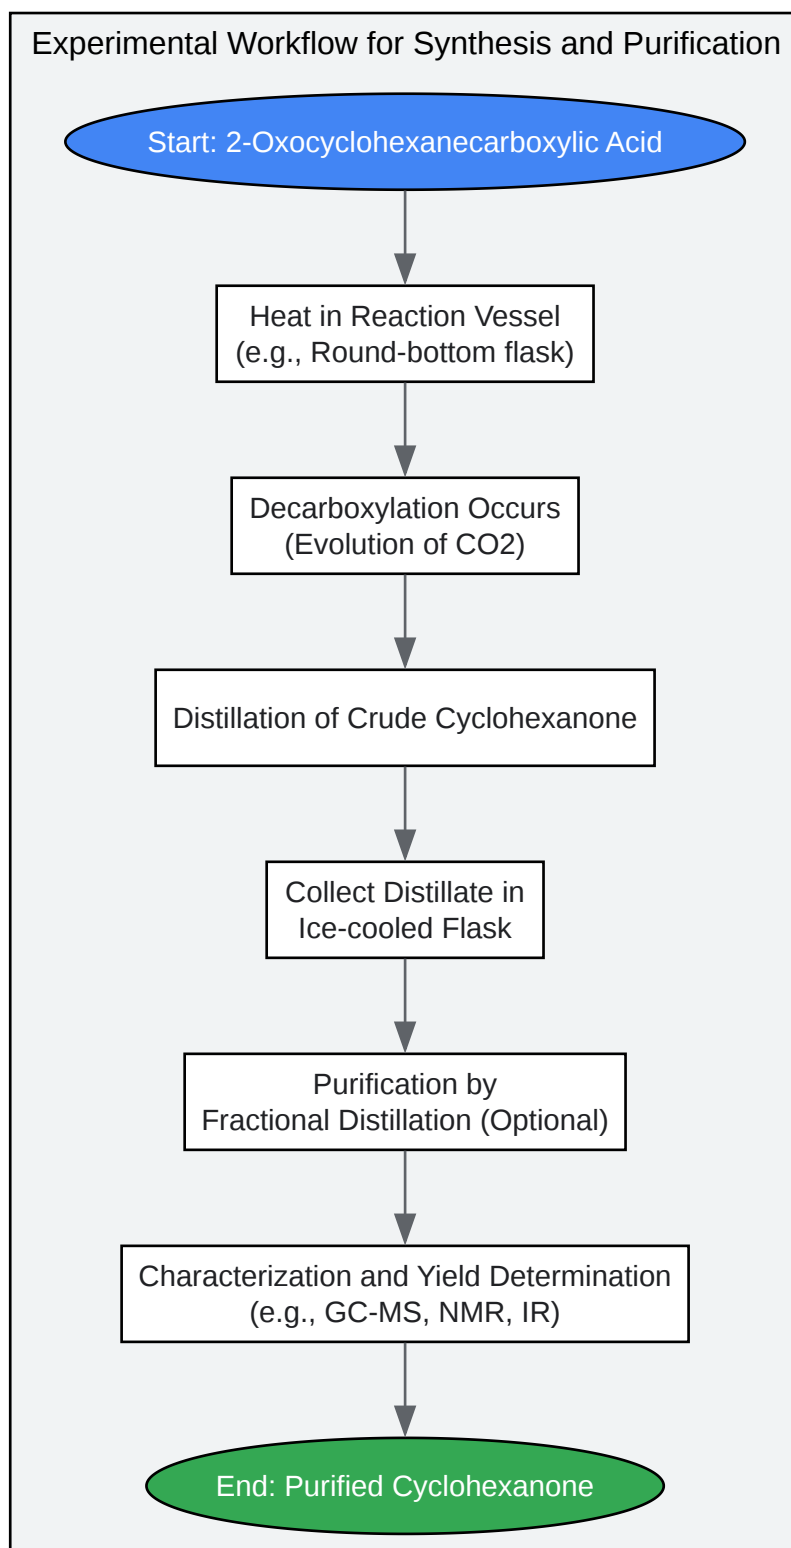 Experimental Workflow for Synthesis and Purification
Start: 2-Oxocyclohexanecarboxylic Acid
Heat in Reaction Vessel
(e.g., Round-bottom flask)
Decarboxylation Occurs
(Evolution of CO2)
Distillation of Crude Cyclohexanone
Collect Distillate in
Ice-cooled Flask
Purification by
Fractional Distillation (Optional)
Characterization and Yield Determination
(e.g., GC-MS, NMR, IR)
End: Purified Cyclohexanone